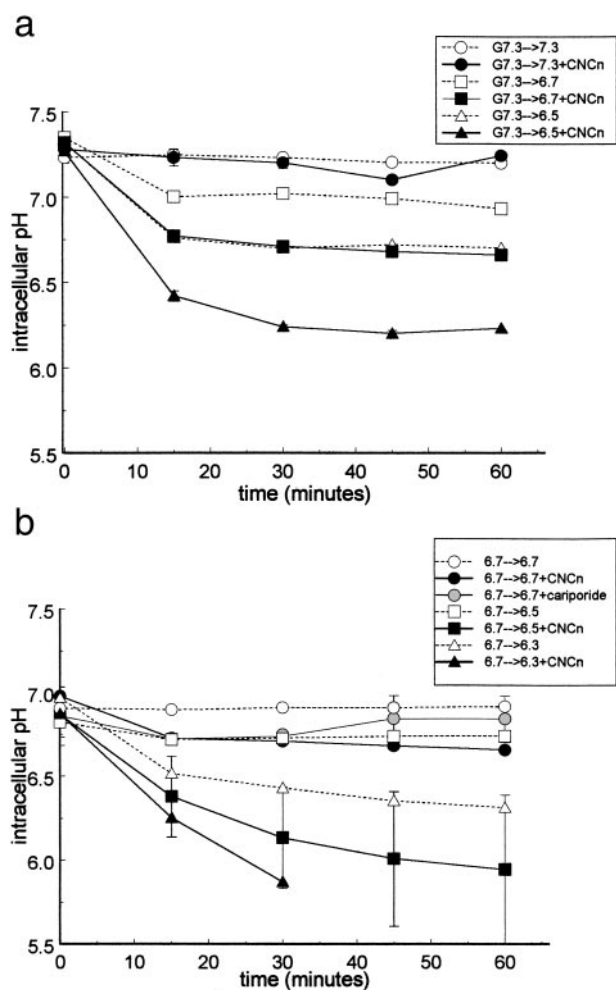 a
G7.3-->7.3
G7.3-->7.3+CNCn
G7.3-->6.7
G7.3-->6.7+CNCn
G7.3-->6.5
G7.3-->6.5+CNCn
7.5
7.0
6.5
6.0
5.5
intracellular pH
0 10 20 30 40 50 60
time (minutes)
b
6.7-->6.7
6.7-->6.7+CNCn
6.7-->6.7+cariporide
6.7-->6.5
6.7-->6.5+CNCn
6.7-->6.3
6.7-->6.3+CNCn
7.5
7.0
6.5
6.0
5.5
intracellular pH
0 10 20 30 40 50 60
time (minutes)